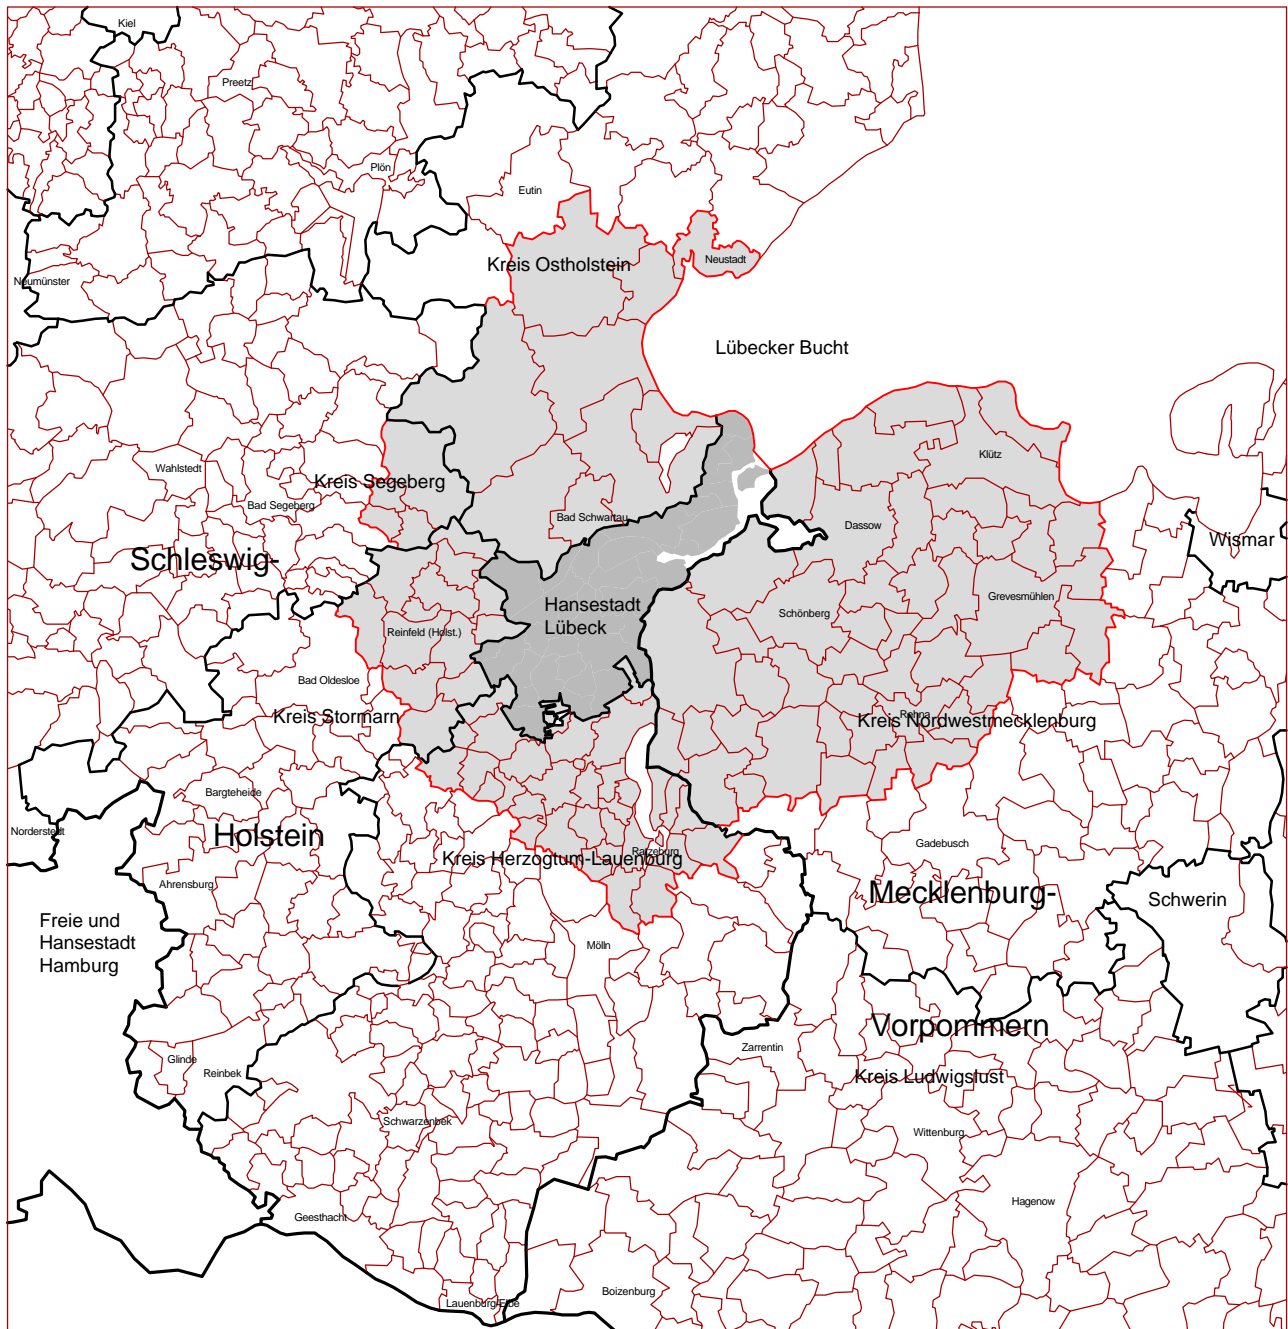 Kiel
Preetz
Plön
Eutin
Neustadt
Kreis Ostholstein
Neumünster
Lübecker Bucht
Klütz
Wahlstedt
Kreis Segeberg
Bad Segeberg
Bad Schwartau
Dassow
Wismar
Schleswig-
Hansestadt
Lübeck
Grevesmühlen
Schönberg
Reinfeld (Holst.)
Bad Oldesloe
Kreis Stormarn
Rehna
Kreis Nordwestmecklenburg
Bargteheide
Norderstedt
Holstein
Gadebusch
Ratzeburg
Kreis Herzogtum-Lauenburg
Ahrensburg
Mecklenburg-
Schwerin
Freie und
Hansestadt
Hamburg
Mölln
Vorpommern
Zarrentin
Glinde
Reinbek
Kreis Ludwigslust
Schwarzenbek
Wittenburg
Hagenow
Geesthacht
Boizenburg
Lauenburg/Elbe